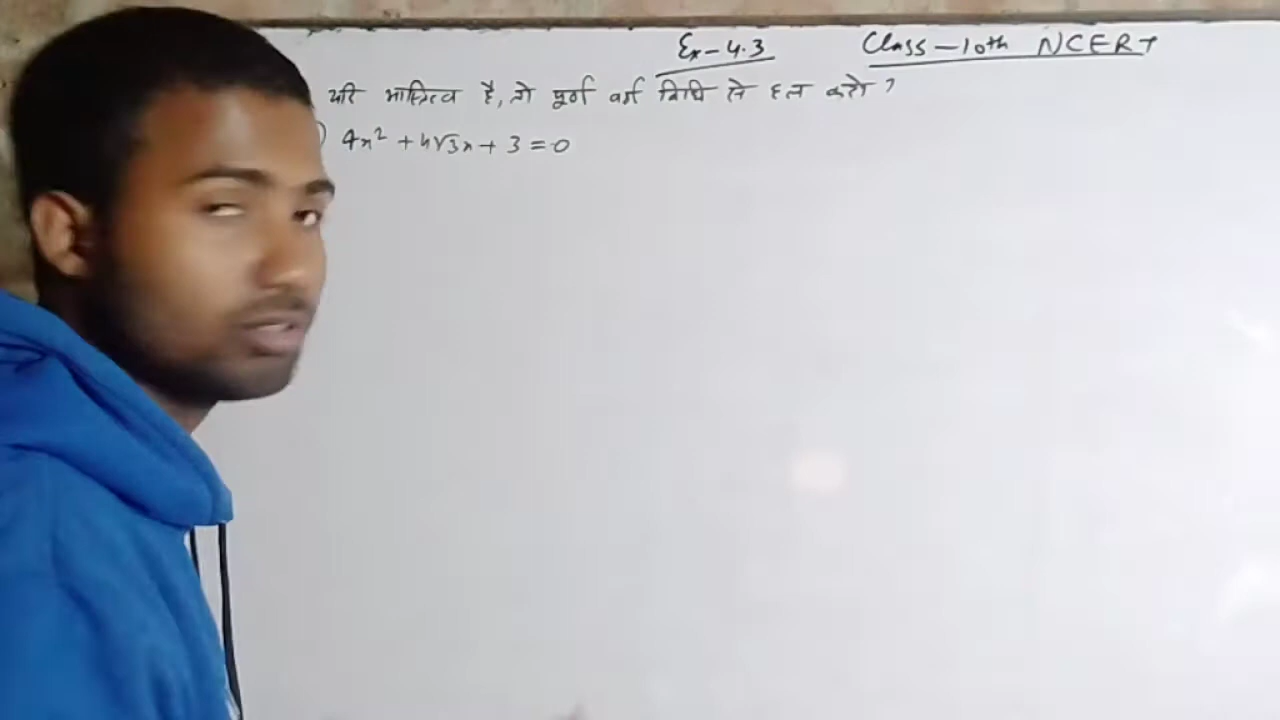 Ex-4.3 Class-10th NCERT
यदि अस्तित्व है, तो पूर्ण वर्ग विधि से हल करो ?
) 4x² + 4√3x + 3 = 0